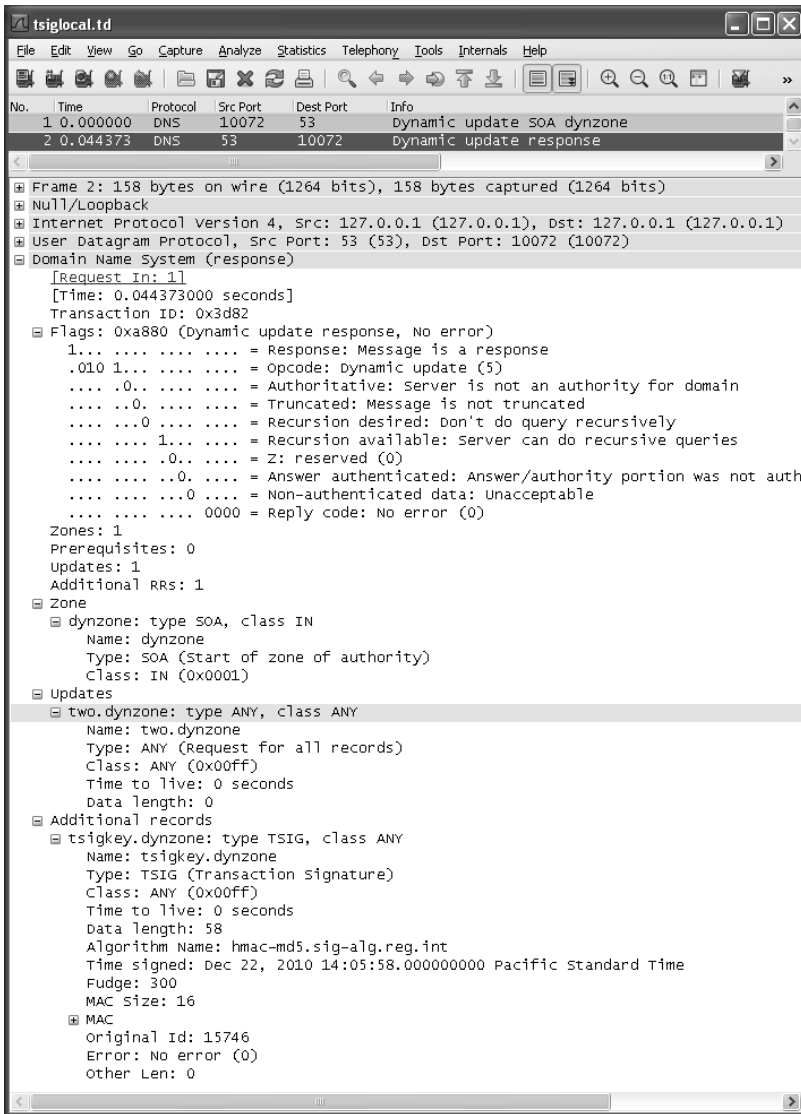 tsiglocal.td
File Edit View Go Capture Analyze Statistics Telephony Tools Internals Help
»
No. Time Protocol Src Port Dest Port Info
1 0.000000 DNS 10072 53 Dynamic update SOA dynzone
2 0.044373 DNS 53 10072 Dynamic update response
Frame 2: 158 bytes on wire (1264 bits), 158 bytes captured (1264 bits)
Null/Loopback
Internet Protocol Version 4, Src: 127.0.0.1 (127.0.0.1), Dst: 127.0.0.1 (127.0.0.1)
User Datagram Protocol, Src Port: 53 (53), Dst Port: 10072 (10072)
Domain Name System (response)
[Request In: 1]
[Time: 0.044373000 seconds]
Transaction ID: 0x3d82
Flags: 0xa880 (Dynamic update response, No error)
1... .... .... .... = Response: Message is a response
.010 1... .... .... = Opcode: Dynamic update (5)
.... .0.. .... .... = Authoritative: Server is not an authority for domain
.... ..0. .... .... = Truncated: Message is not truncated
.... ...0 .... .... = Recursion desired: Don't do query recursively
.... .... 1... .... = Recursion available: Server can do recursive queries
.... .... .0.. .... = Z: reserved (0)
.... .... ..0. .... = Answer authenticated: Answer/authority portion was not auth
.... .... ...0 .... = Non-authenticated data: Unacceptable
.... .... .... 0000 = Reply code: No error (0)
Zones: 1
Prerequisites: 0
Updates: 1
Additional RRs: 1
Zone
dynzone: type SOA, class IN
Name: dynzone
Type: SOA (Start of zone of authority)
Class: IN (0x0001)
Updates
two.dynzone: type ANY, class ANY
Name: two.dynzone
Type: ANY (Request for all records)
Class: ANY (0x00ff)
Time to live: 0 seconds
Data length: 0
Additional records
tsigkey.dynzone: type TSIG, class ANY
Name: tsigkey.dynzone
Type: TSIG (Transaction Signature)
Class: ANY (0x00ff)
Time to live: 0 seconds
Data length: 58
Algorithm Name: hmac-md5.sig-alg.reg.int
Time signed: Dec 22, 2010 14:05:58.000000000 Pacific Standard Time
Fudge: 300
MAC Size: 16
MAC
Original Id: 15746
Error: No error (0)
Other Len: 0